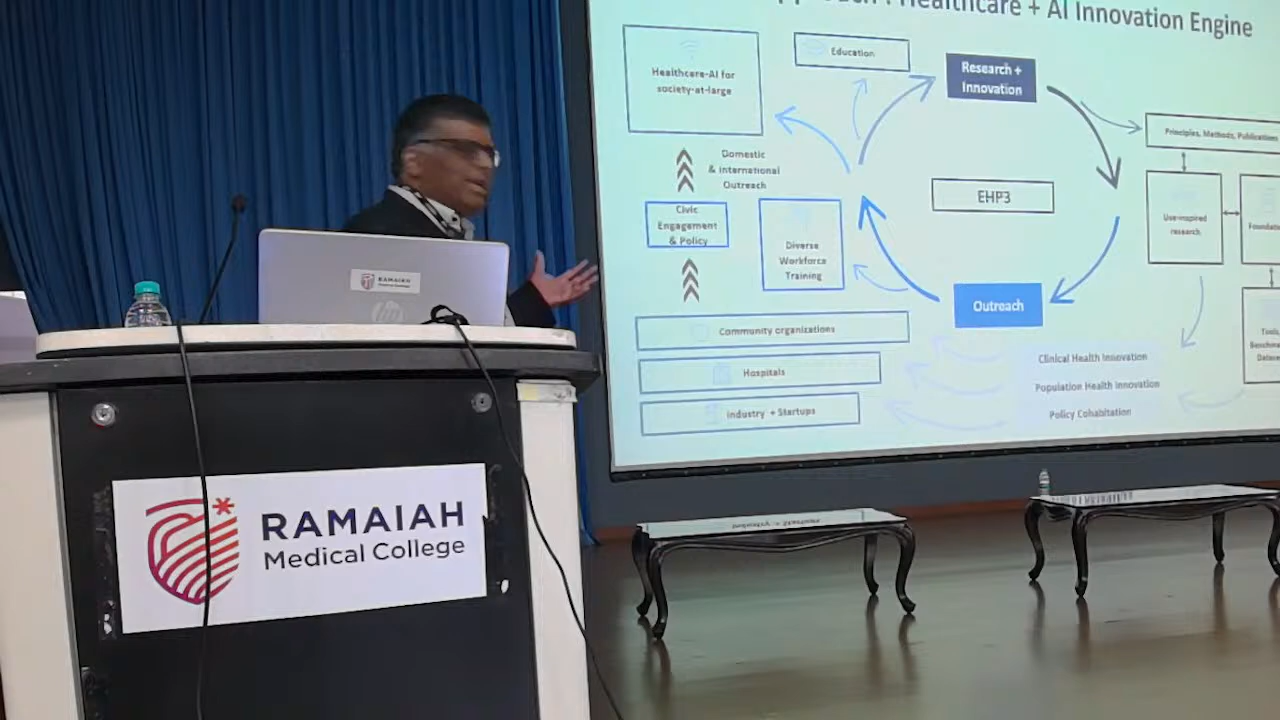 Healthcare + AI Innovation Engine
Healthcare-AI for
society-at-large
Education
Research +
Innovation
Principles, Methods, Publications
Domestic
& international
Outreach
Civic
Engagement
& Policy
Diverse
Workforce
Training
EHP3
Use-inspired
research
Outreach
Community organizations
Hospitals
Industry + Startups
Clinical Health Innovation
Population Health Innovation
Policy Cohabitation
Tools,
RAMAIAH
hp
RAMAIAH
Medical College